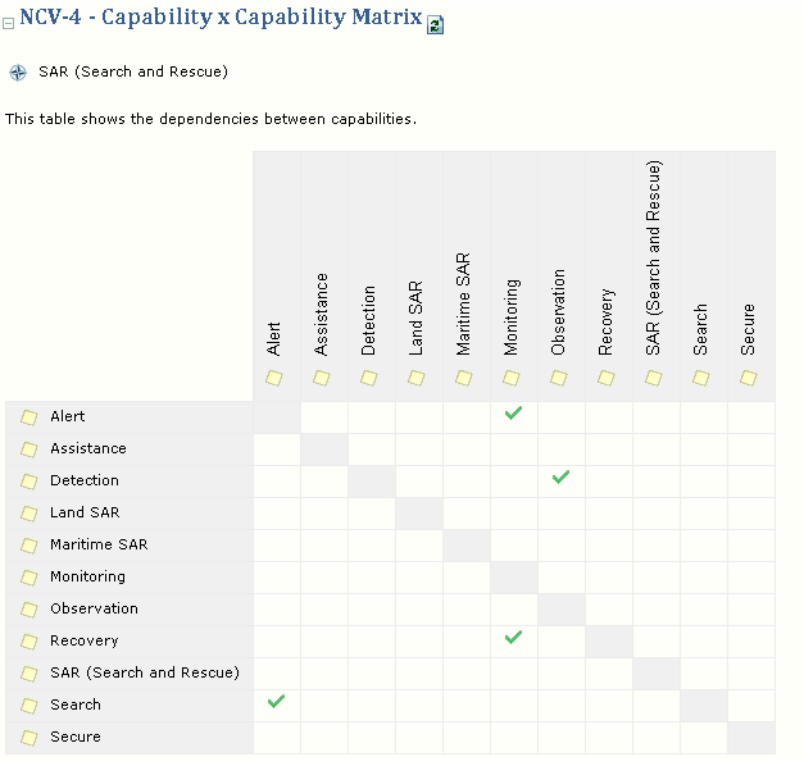 NCV-4 - Capability x Capability Matrix
SAR (Search and Rescue)
This table shows the dependencies between capabilities.
Alert
Assistance
Detection
Land SAR
Maritime SAR
Monitoring
Observation
Recovery
SAR (Search and Rescue)
Search
Secure
Alert
Assistance
Detection
Land SAR
Maritime SAR
Monitoring
Observation
Recovery
SAR (Search and Rescue)
Search
Secure